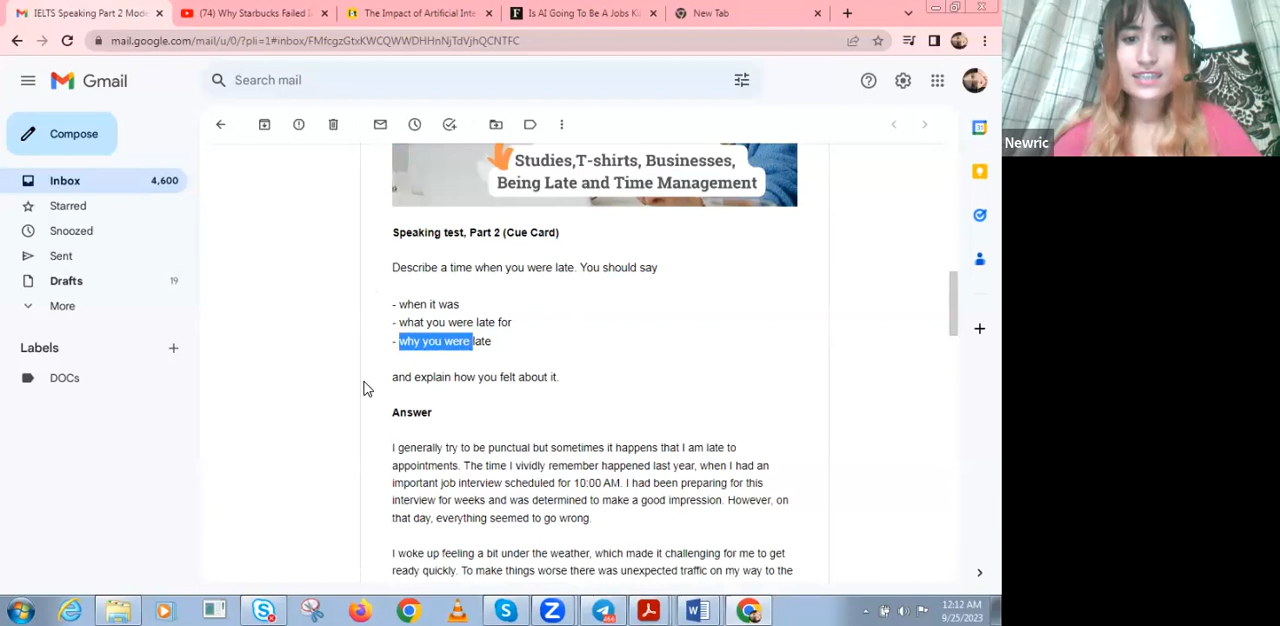 IELTS Speaking Part 2 Mode
(74) Why Starbucks Failed I
The Impact of Artificial Inte
Is AI Going To Be A Jobs Ki
New Tab
mail.google.com/mail/u/0/?pli=1#inbox/FMfcgzGtxKWCQWWDHHnNjTdVjhQCNTFC
Gmail
Search mail
Compose
Inbox 4,600
Starred
Snoozed
Sent
Drafts 19
More
Labels
DOCs
Studies,T-shirts, Businesses,
Being Late and Time Management
Speaking test, Part 2 (Cue Card)
Describe a time when you were late. You should say
- when it was
- what you were late for
- why you were late
and explain how you felt about it.
Answer
I generally try to be punctual but sometimes it happens that I am late to
appointments. The time I vividly remember happened last year, when I had an
important job interview scheduled for 10:00 AM. I had been preparing for this
interview for weeks and was determined to make a good impression. However, on
that day, everything seemed to go wrong.
I woke up feeling a bit under the weather, which made it challenging for me to get
ready quickly. To make things worse there was unexpected traffic on my way to the
Newric
12:12 AM
9/25/2023